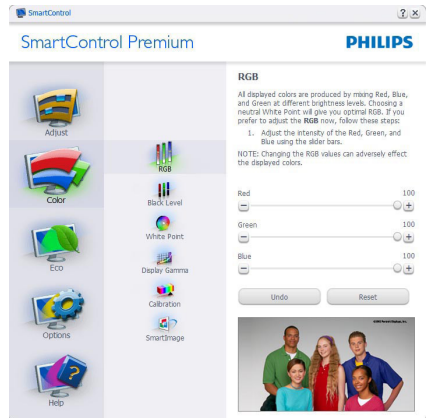 SmartControl
SmartControl Premium
PHILIPS
Adjust
Color
Eco
Options
Help
RGB
Black Level
White Point
Display Gamma
Calibration
SmartImage
RGB
All displayed colors are produced by mixing Red, Blue,
and Green at different brightness levels. Choosing a
neutral White Point will give you optimal RGB. If you
prefer to adjust the RGB now, follow these steps:
1. Adjust the intensity of the Red, Green, and
Blue using the slider bars.
NOTE: Changing the RGB values can adversely effect
the displayed colors.
Red 100
Green 100
Blue 100
Undo Reset